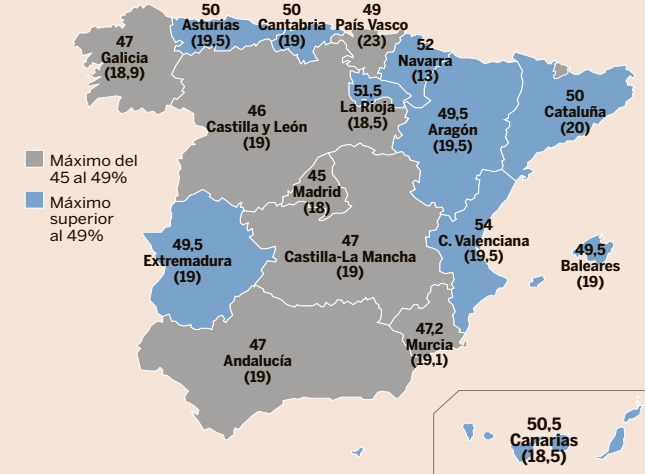 50
Asturias
(19,5)
50
Cantabria
(19)
49
País Vasco
(23)
47
Galicia
(18,9)
52
Navarra
(13)
51,5
La Rioja
(18,5)
46
Castilla y León
(19)
49,5
Aragón
(19,5)
50
Cataluña
(20)
Máximo del
45 al 49%
Máximo
superior
al 49%
45
Madrid
(18)
49,5
Extremadura
(19)
47
Castilla-La Mancha
(19)
54
C. Valenciana
(19,5)
49,5
Baleares
(19)
47
Andalucía
(19)
47,2
Murcia
(19,1)
50,5
Canarias
(18,5)